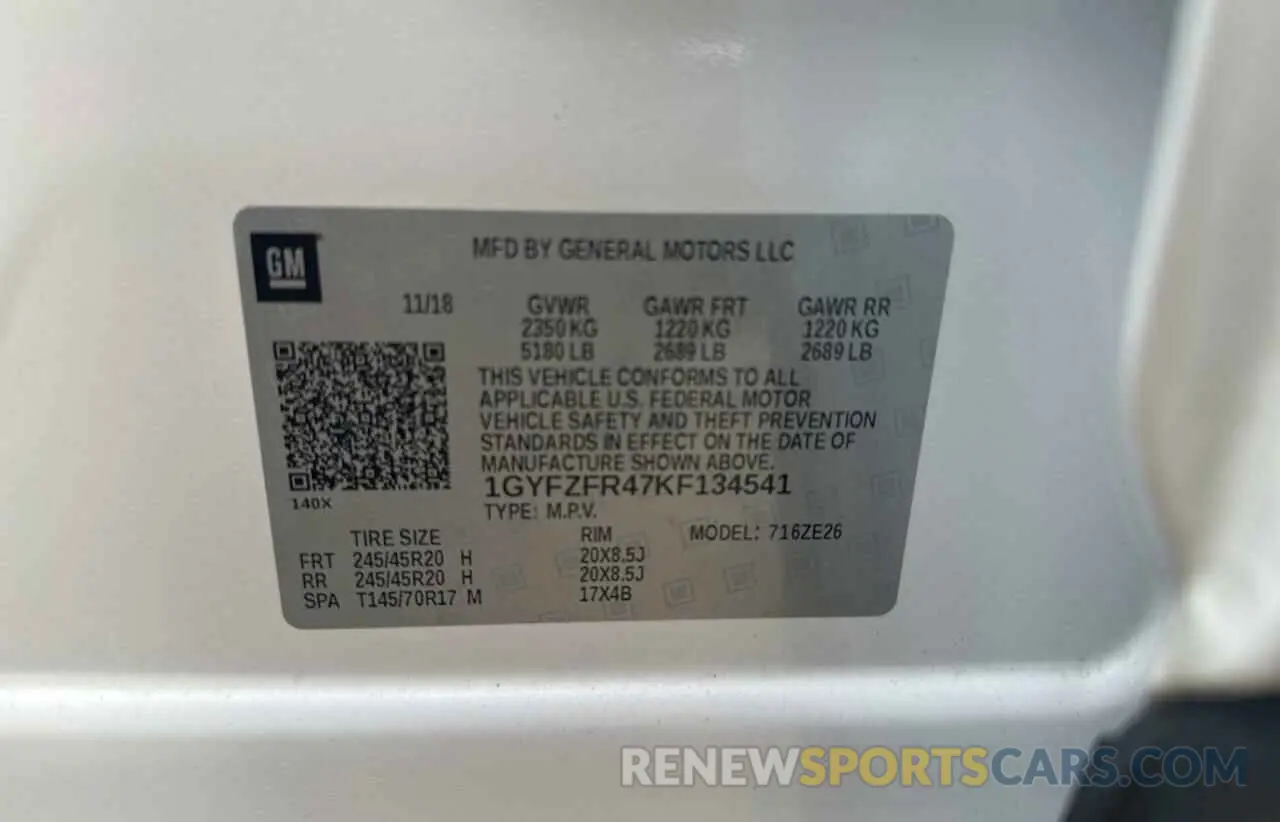 GM
MFD BY GENERAL MOTORS LLC
11/18 GVWR GAWR FRT GAWR RR
2350 KG 1220 KG 1220 KG
5180 LB 2689 LB 2689 LB
THIS VEHICLE CONFORMS TO ALL
APPLICABLE U.S. FEDERAL MOTOR
VEHICLE SAFETY AND THEFT PREVENTION
STANDARDS IN EFFECT ON THE DATE OF
MANUFACTURE SHOWN ABOVE.
1GYFZFR47KF134541
140X
TYPE: M.P.V.
TIRE SIZE RIM MODEL: 716ZE26
FRT 245/45R20 H 20X8.5J
RR 245/45R20 H 20X8.5J
SPA T145/70R17 M 17X4B
RENEWSPORTSCARS.COM